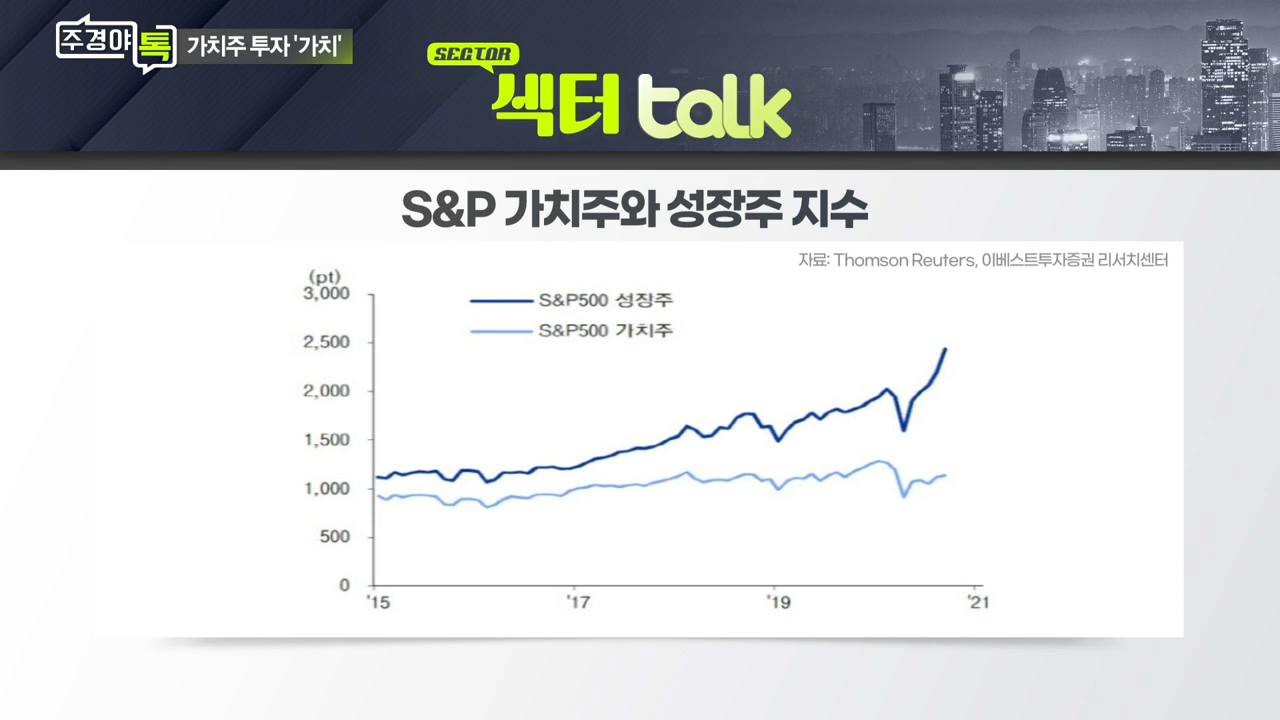 주경야톡
가치주 투자 '가치'
SECTOR
섹터 talk
S&P 가치주와 성장주 지수
자료: Thomson Reuters, 이베스트투자증권 리서치센터
(pt)
3,000
2,500
2,000
1,500
1,000
500
0
S&P500 성장주
S&P500 가치주
'15
'17
'19
'21